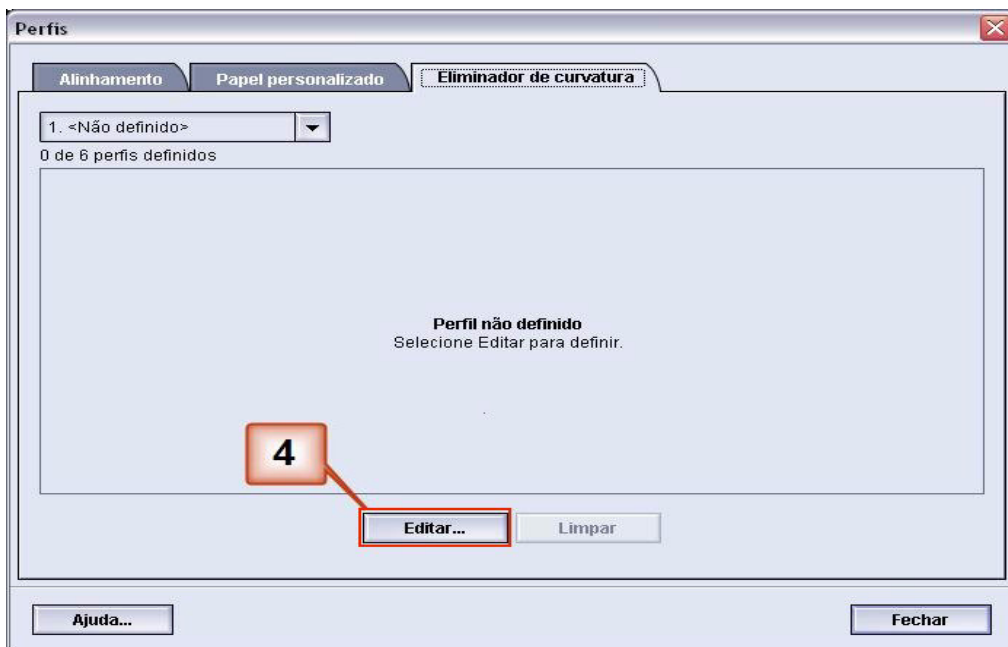 Perfis
Alinhamento
Papel personalizado
Eliminador de curvatura
1. <Não definido>
0 de 6 perfis definidos
Perfil não definido
Selecione Editar para definir.
4
Editar...
Limpar
Ajuda...
Fechar